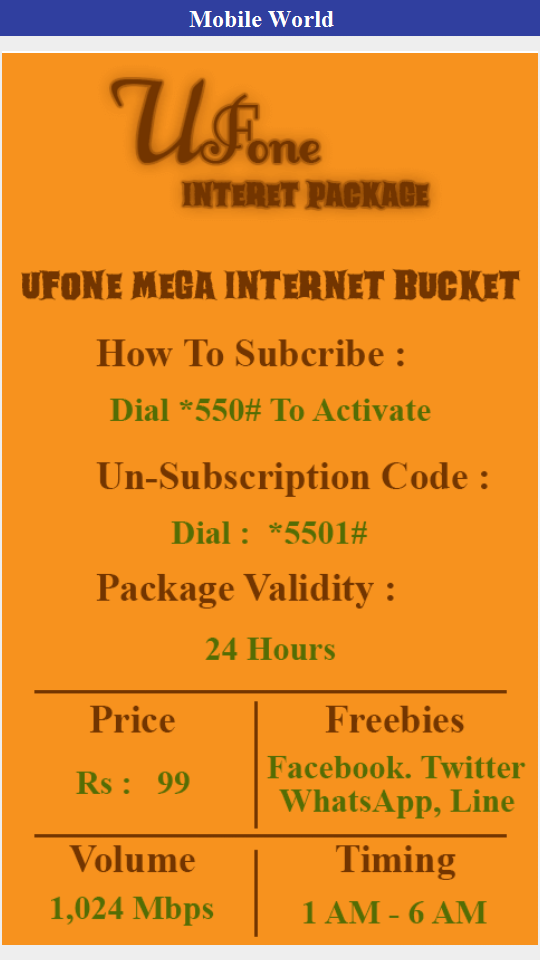 Mobile World
UFone
INTERET PACKAGE
UFONE MEGA INTERNET BUCKET
How To Subcribe :
Dial *550# To Activate
Un-Subscription Code :
Dial : *5501#
Package Validity :
24 Hours
Price
Rs : 99
Freebies
Facebook. Twitter
WhatsApp, Line
Volume
1,024 Mbps
Timing
1 AM - 6 AM